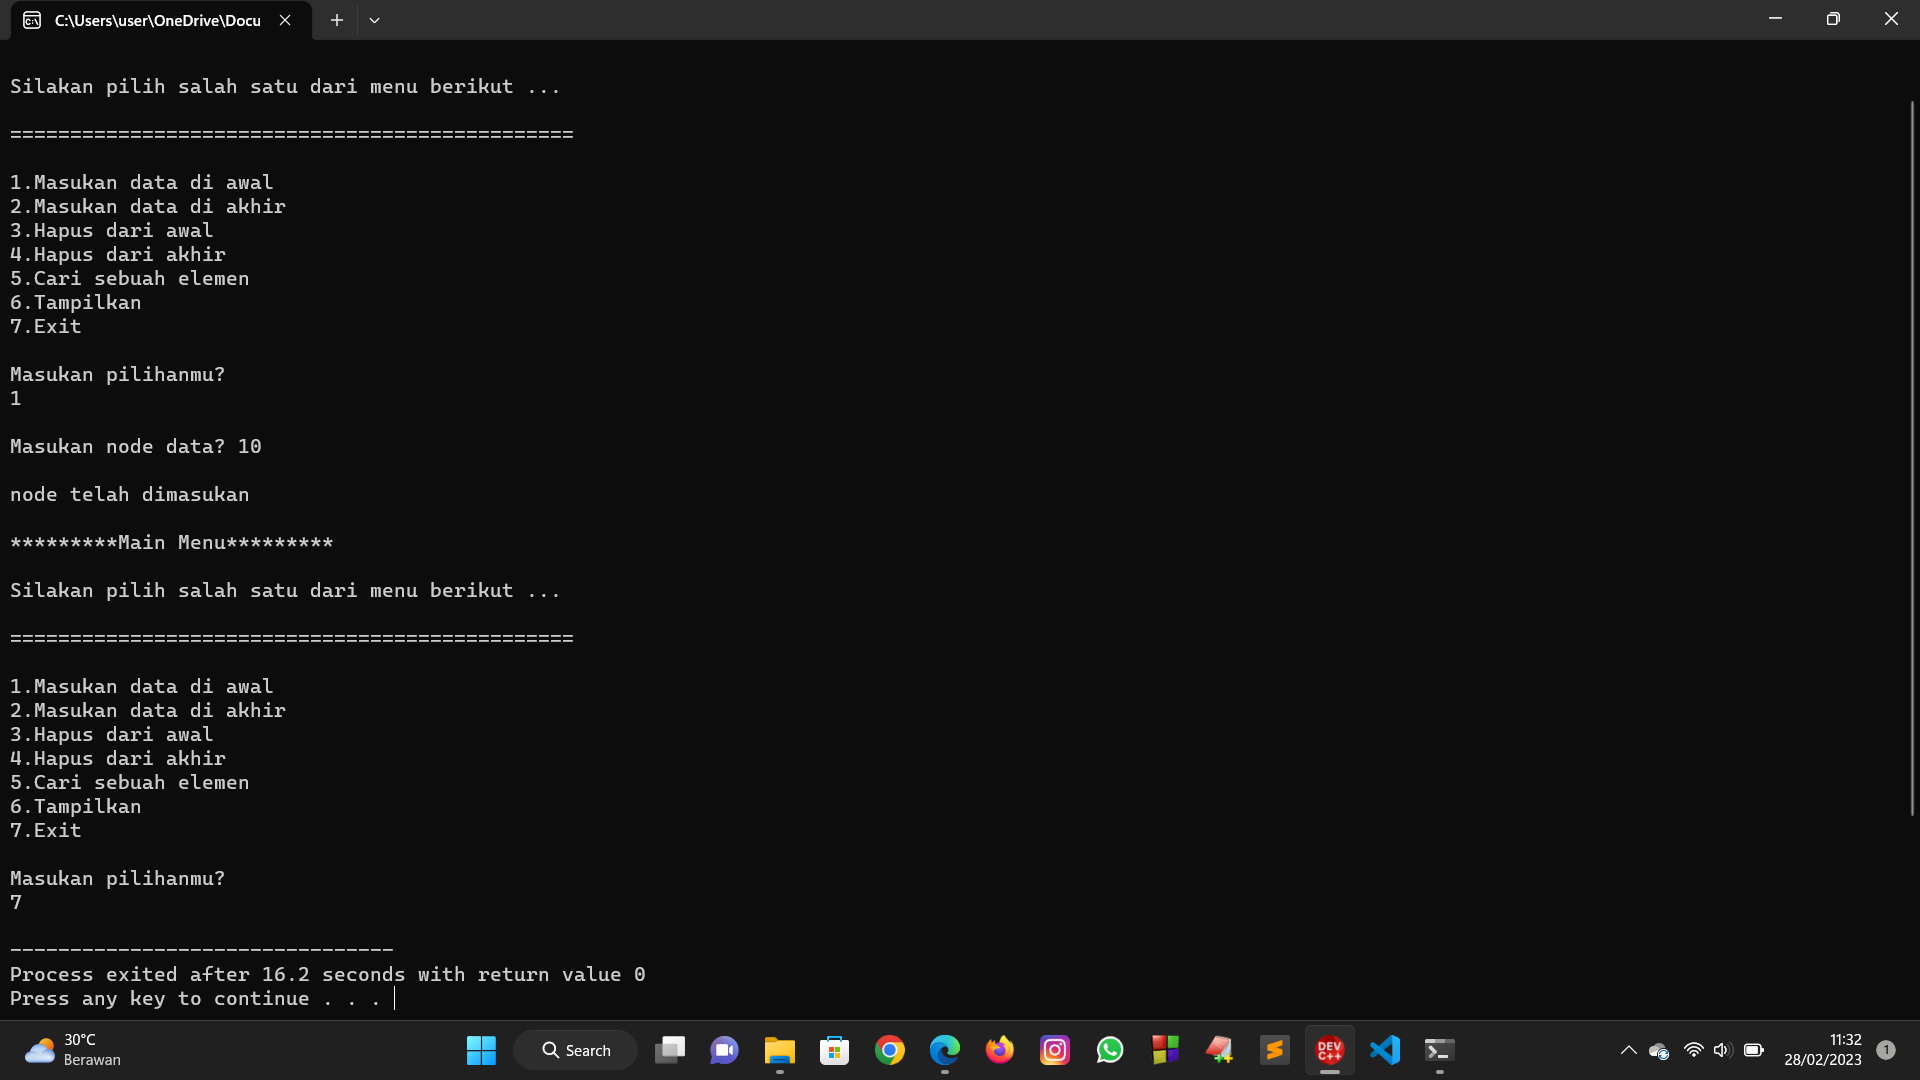 C:\Users\user\OneDrive\Docu
Silakan pilih salah satu dari menu berikut ...
===============================================
1.Masukan data di awal
2.Masukan data di akhir
3.Hapus dari awal
4.Hapus dari akhir
5.Cari sebuah elemen
6.Tampilkan
7.Exit
Masukan pilihanmu?
1
Masukan node data? 10
node telah dimasukan
*********Main Menu*********
Silakan pilih salah satu dari menu berikut ...
===============================================
1.Masukan data di awal
2.Masukan data di akhir
3.Hapus dari awal
4.Hapus dari akhir
5.Cari sebuah elemen
6.Tampilkan
7.Exit
Masukan pilihanmu?
7
--------------------------------
Process exited after 16.2 seconds with return value 0
Press any key to continue . . .
30°C
Berawan
Search
DEV
C++
11:32
28/02/2023
1